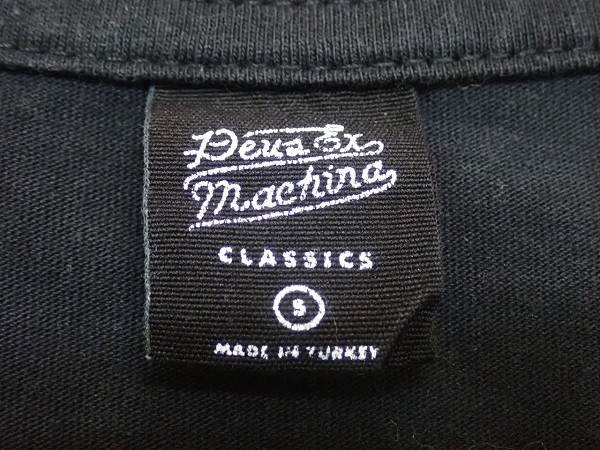 Deus Ex
Machina
CLASSICS
S
MADE IN TURKEY